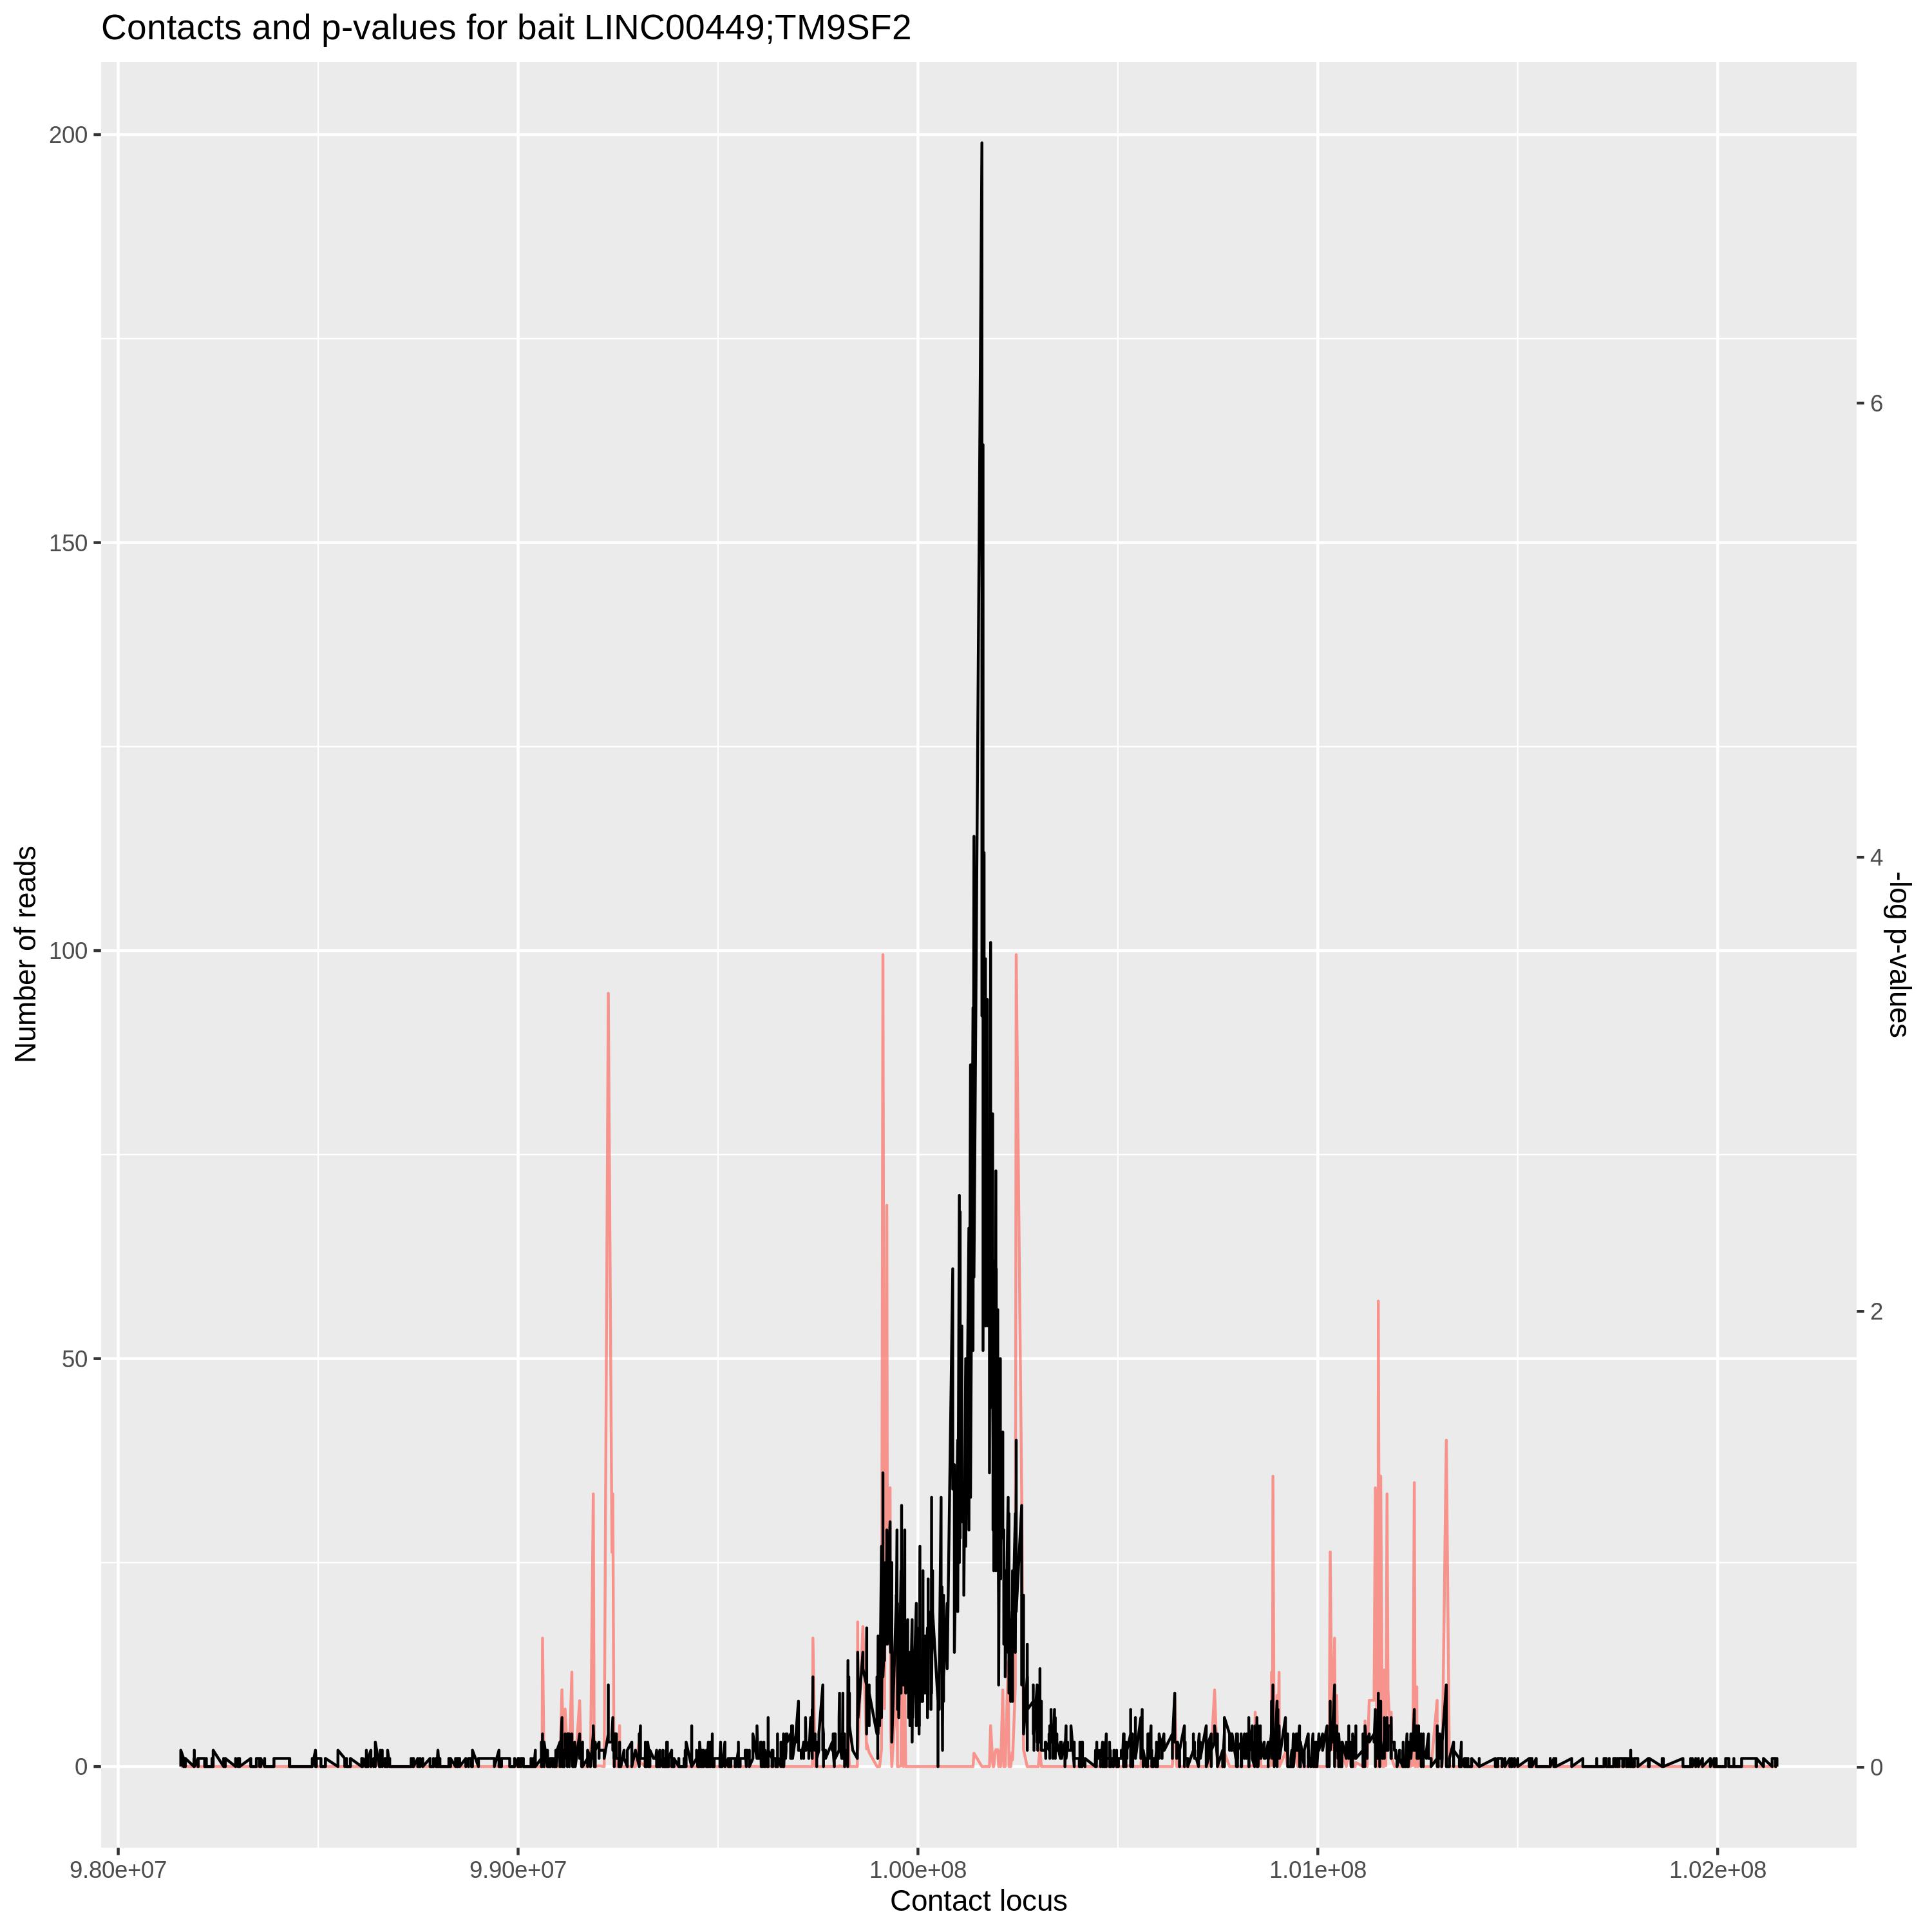 Contacts and p-values for bait LINC00449;TM9SF2
Number of reads
200
150
100
50
0
6
4
2
0
-log p-values
9.80e+07
9.90e+07
1.00e+08
1.01e+08
1.02e+08
Contact locus